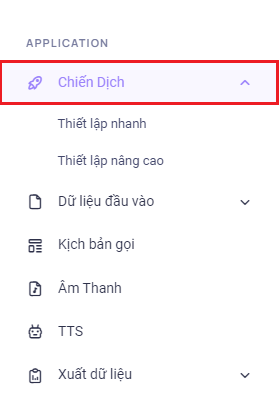 APPLICATION
Chiến Dịch
Thiết lập nhanh
Thiết lập nâng cao
Dữ liệu đầu vào
Kịch bản gọi
Âm Thanh
TTS
Xuất dữ liệu